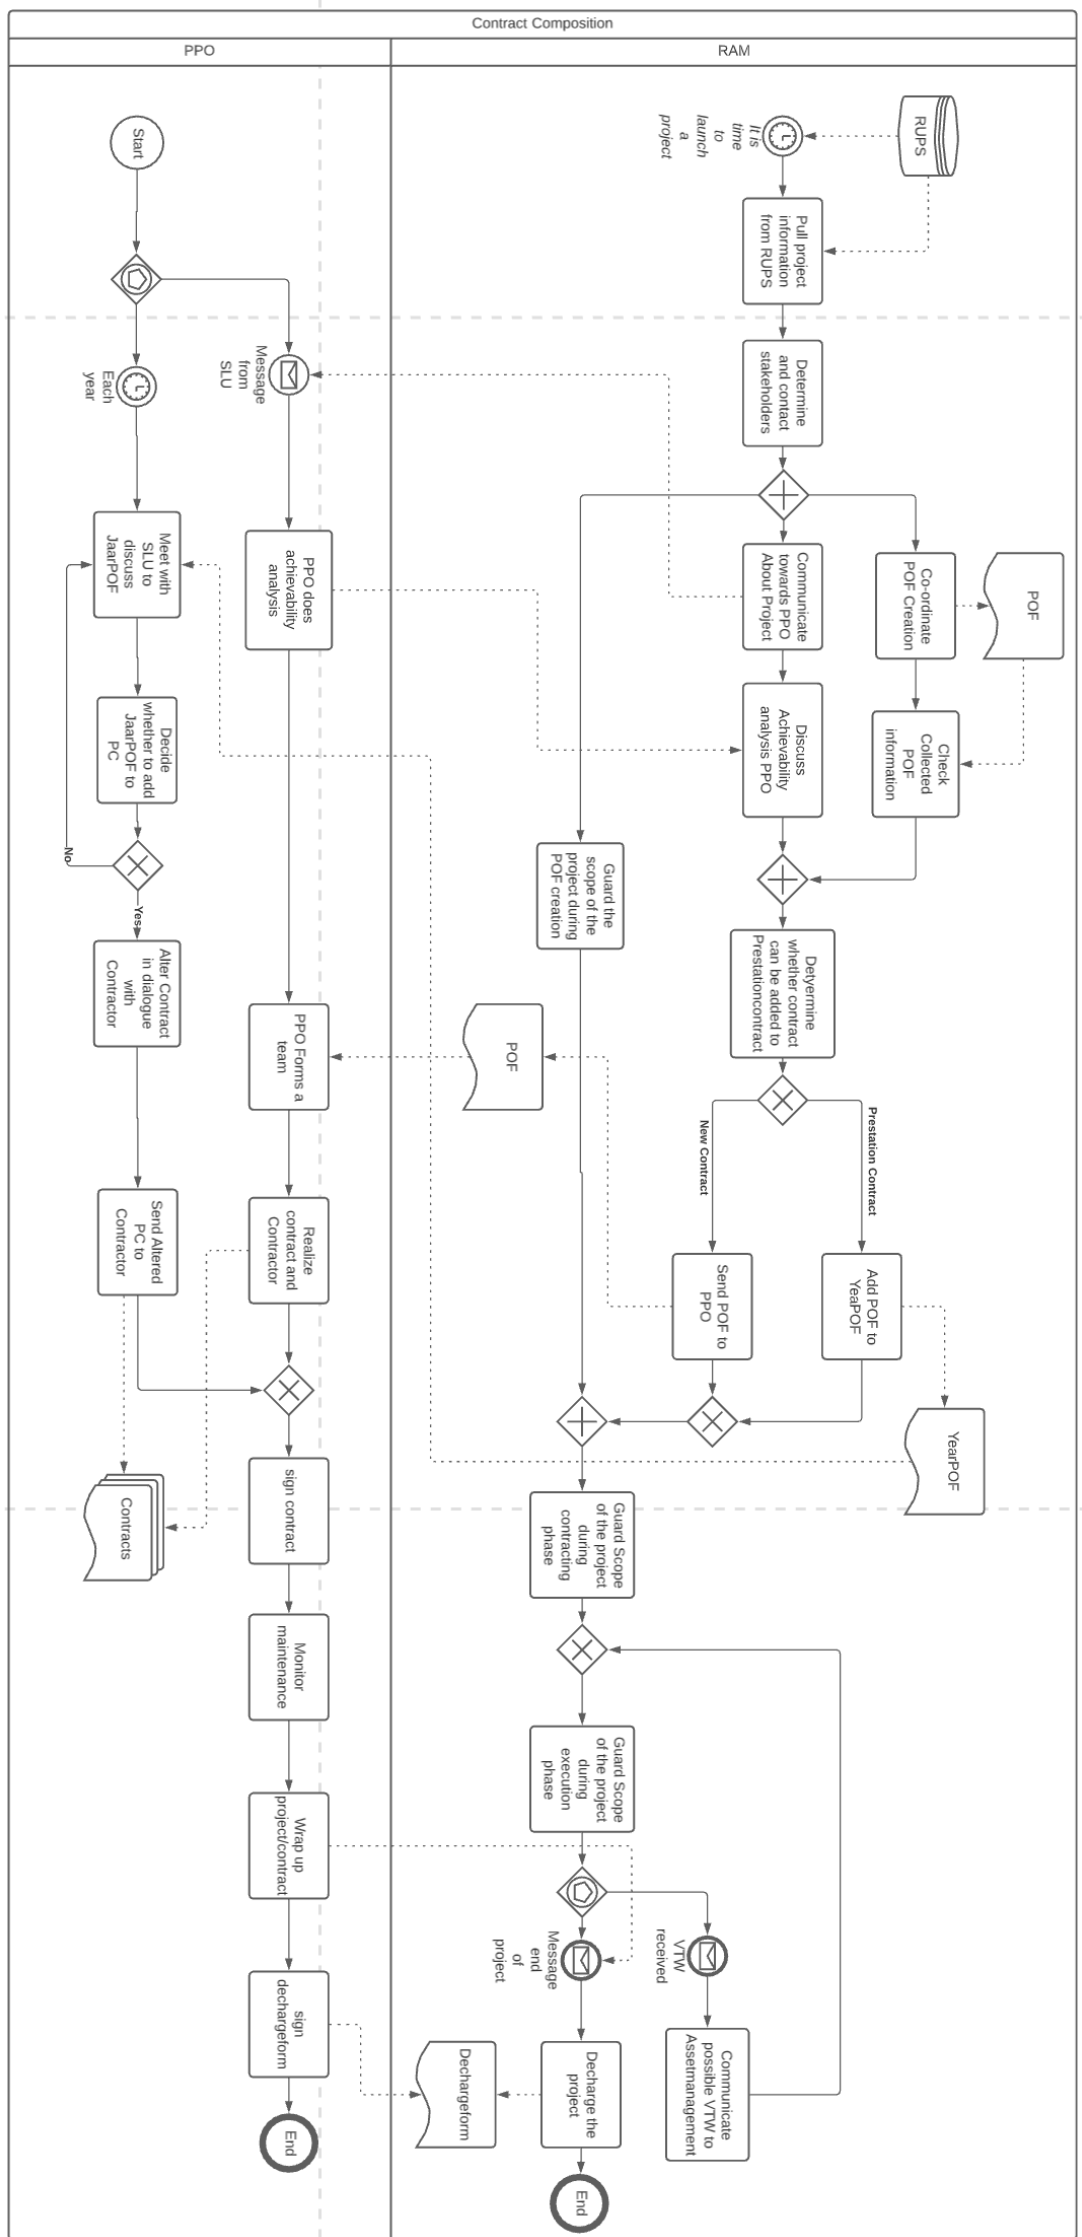 Contract Composition
PPO
RAM
RUPS
It is
time
to
launch
a
project
Start
Pull project
information
from RUPS
Message
from
SLU
Each
year
Determine
and contact
stakeholders
Meet with
SLU to
discuss
JaarPOF
PPO does
achievability
analysis
Communicate
towards PPO
About Project
Co-ordinate
POF Creation
POF
Decide
whether to add
JaarPOF to
PC
Discuss
Achievability
analysis PPO
Check
Collected
POF
information
No
Yes
Guard the
scope of the
project during
POF creation
Alter Contract
in dialogue
with
Contractor
Detyermine
whether contract
can be added to
Prestationcontract
PPO Forms a
team
POF
New Contract
Prestation Contract
Send Altered
PC to
Contractor
Realize
contract and
Contractor
Send POF to
PPO
Add POF to
YeaPOF
YearPOF
Contracts
sign contract
Guard Scope
of the project
during
contracting
phase
Monitor
maintenance
Guard Scope
of the project
during
execution
phase
Wrap up
project/contract
Message
end
of
project
VTW
received
sign
dechargeform
Dechargeform
Decharge the
project
Communicate
possible VTW to
Assetmanagement
End
End